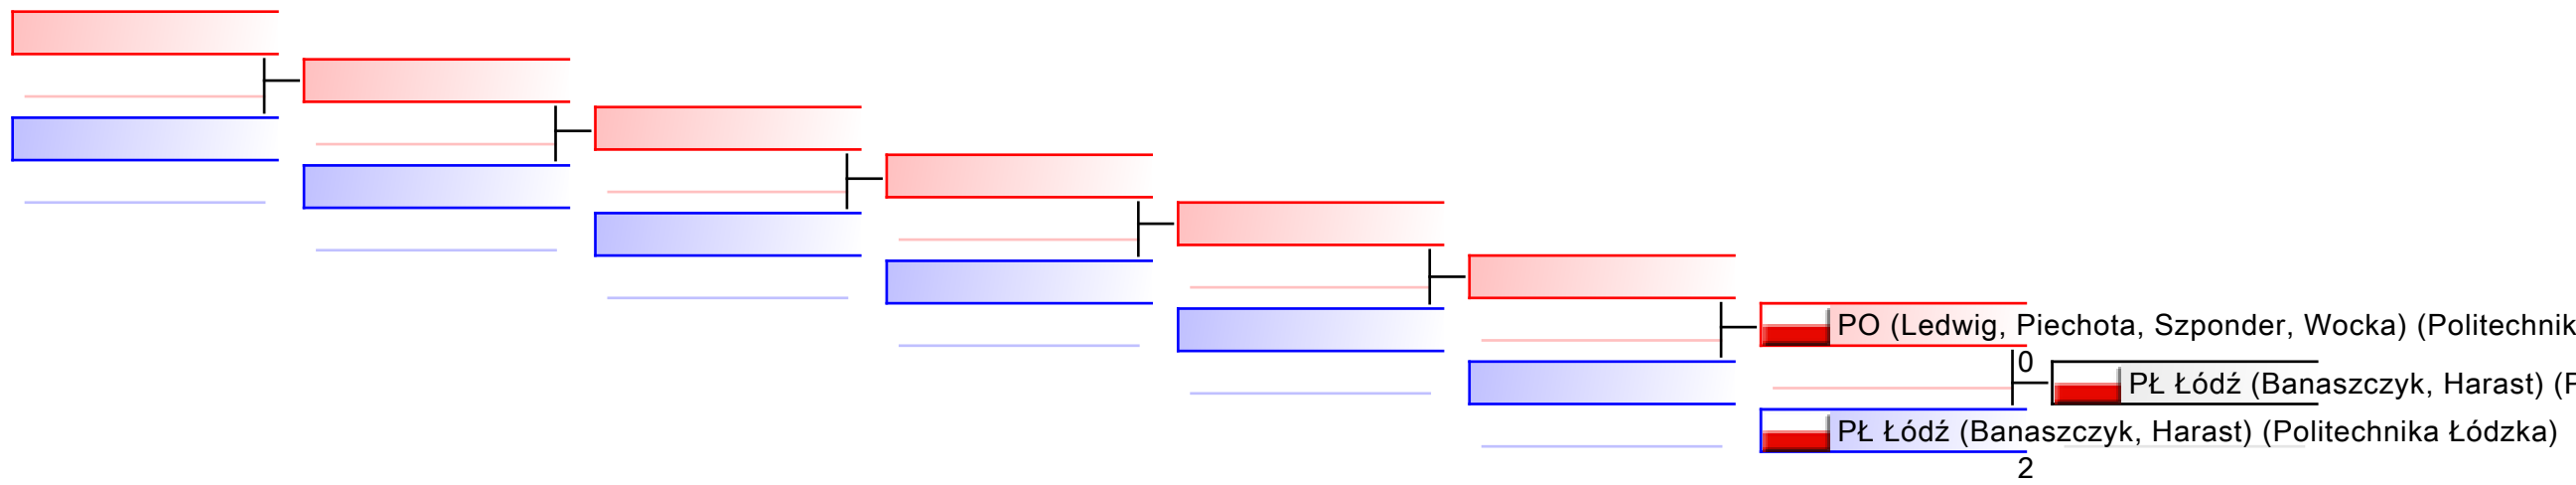 PO (Ledwig, Piechota, Szponder, Wocka) (Politechnik
0
PŁ Łódź (Banaszczyk, Harast) (
PŁ Łódź (Banaszczyk, Harast) (Politechnika Łódzka)
2